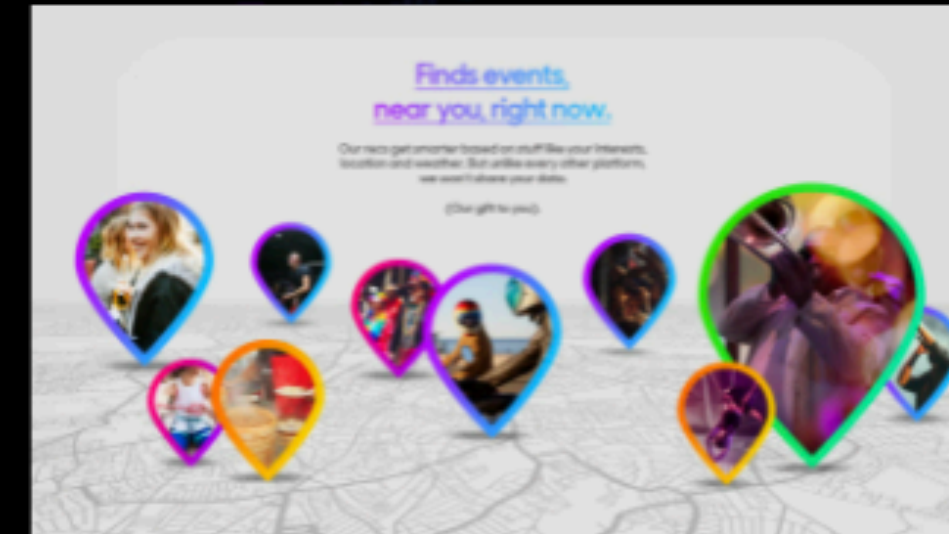 Finds events,
near you, right now.
Our recs get smarter based on stuff like your interests,
location and weather. But unlike every other platform,
we won't share your data.
(Our gift to you).